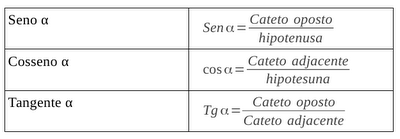 Seno α
Sen α = Cateto oposto / hipotenusa
Cosseno α
cos α = Cateto adjacente / hipotesuna
Tangente α
Tg α = Cateto oposto / Cateto adjacente